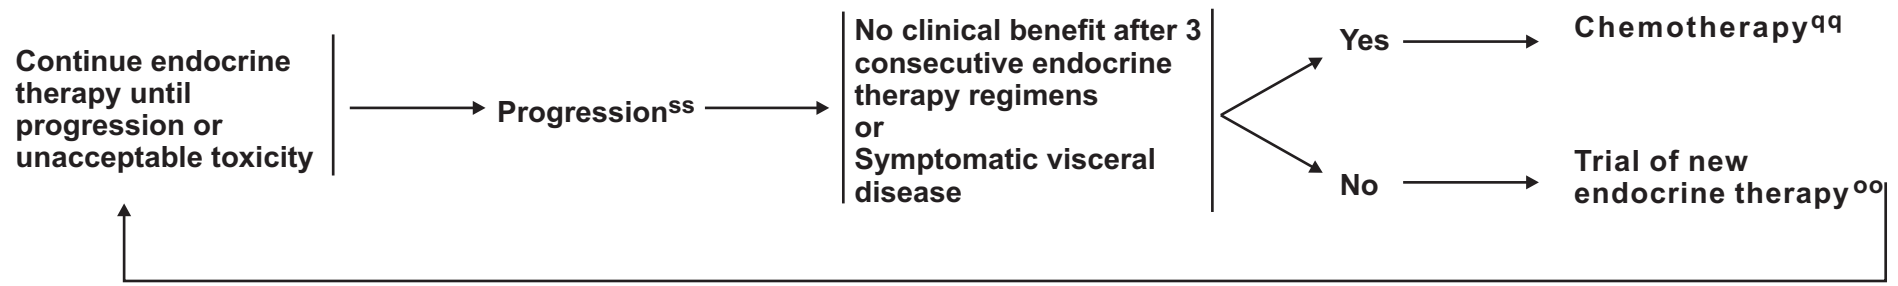 Continue endocrine
therapy until
progression or
unacceptable toxicity
Progressionss
No clinical benefit after 3
consecutive endocrine
therapy regimens
or
Symptomatic visceral
disease
Yes
Chemotherapyqq
No
Trial of new
endocrine therapyoo